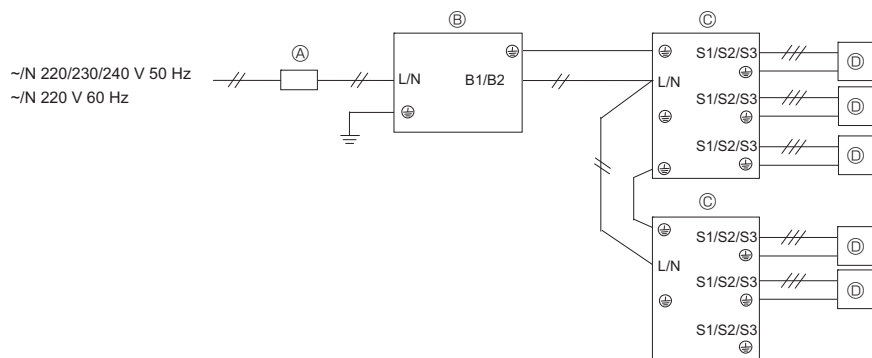 ~/N 220/230/240 V 50 Hz
~/N 220 V 60 Hz
Ⓐ
Ⓑ
L/N
B1/B2
Ⓒ
S1/S2/S3
L/N
S1/S2/S3
S1/S2/S3
Ⓓ
Ⓓ
Ⓓ
Ⓒ
S1/S2/S3
L/N
S1/S2/S3
S1/S2/S3
Ⓓ
Ⓓ